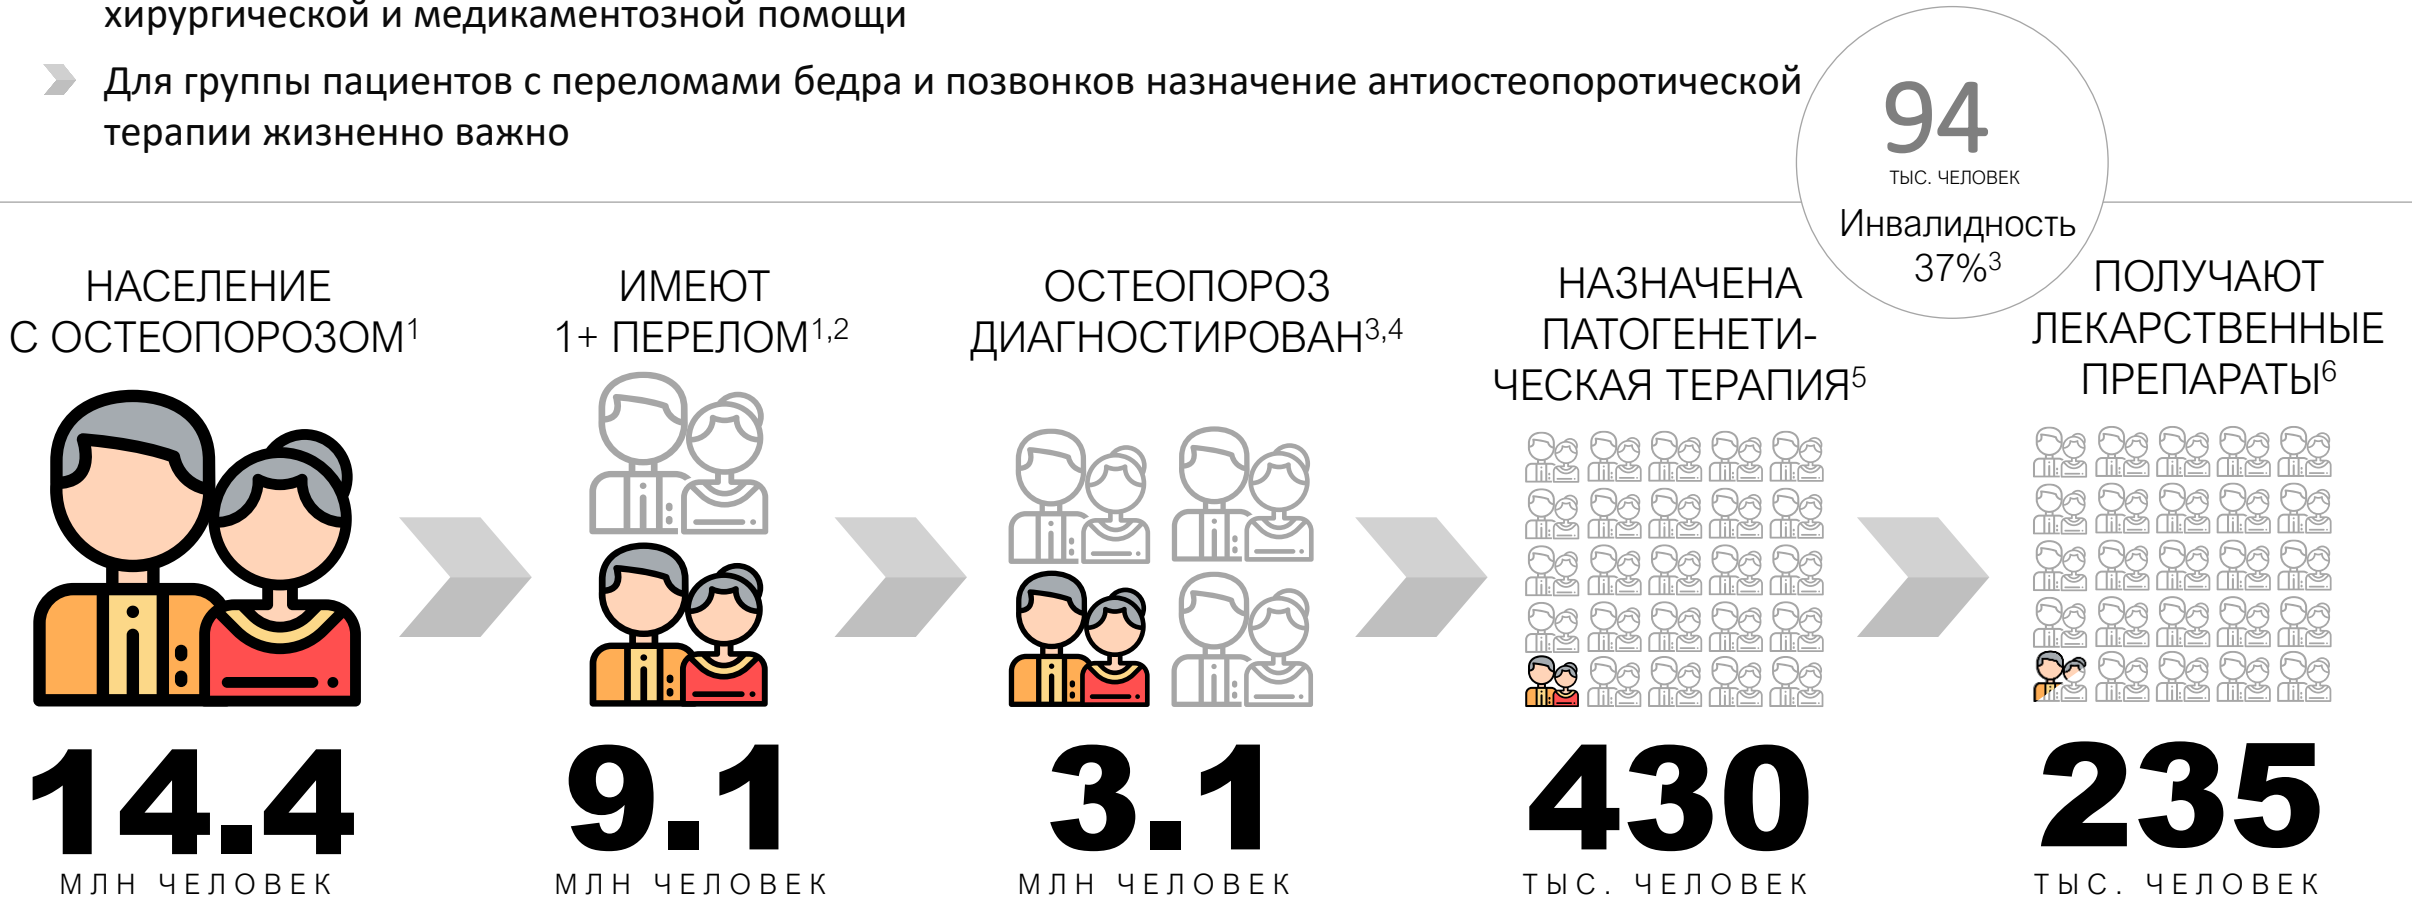 хирургической и медикаментозной помощи
Для группы пациентов с переломами бедра и позвонков назначение антиостеопоротической
терапии жизненно важно
94
ТЫС. ЧЕЛОВЕК
Инвалидность
37%3
НАСЕЛЕНИЕ
С ОСТЕОПОРОЗОМ1
14.4
МЛН ЧЕЛОВЕК
ИМЕЮТ
1+ ПЕРЕЛОМ1,2
9.1
МЛН ЧЕЛОВЕК
ОСТЕОПОРОЗ
ДИАГНОСТИРОВАН3,4
3.1
МЛН ЧЕЛОВЕК
НАЗНАЧЕНА
ПАТОГЕНЕТИ-
ЧЕСКАЯ ТЕРАПИЯ5
430
ТЫС. ЧЕЛОВЕК
ПОЛУЧАЮТ
ЛЕКАРСТВЕННЫЕ
ПРЕПАРАТЫ6
235
ТЫС. ЧЕЛОВЕК